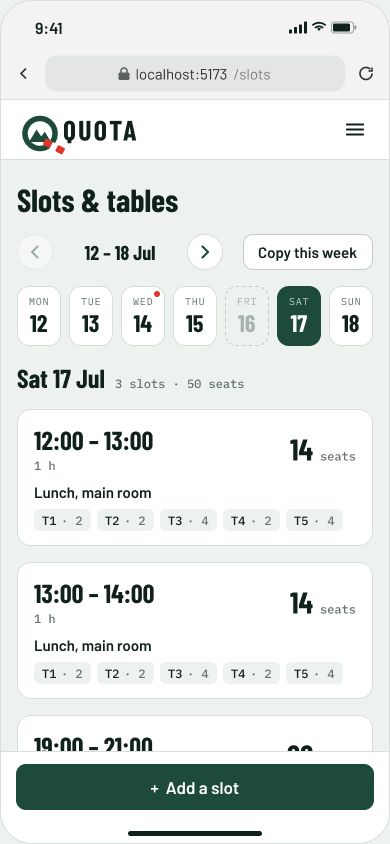 9:41
localhost:5173/slots
QUOTA
Slots & tables
12 – 18 Jul
Copy this week
MON TUE WED THU FRI SAT SUN
12 13 14 15 16 17 18
Sat 17 Jul 3 slots · 50 seats
12:00 – 13:00
14 seats
1 h
Lunch, main room
T1 · 2 T2 · 2 T3 · 4 T4 · 2 T5 · 4
13:00 – 14:00
14 seats
1 h
Lunch, main room
T1 · 2 T2 · 2 T3 · 4 T4 · 2 T5 · 4
19:00 – 21:00
+ Add a slot